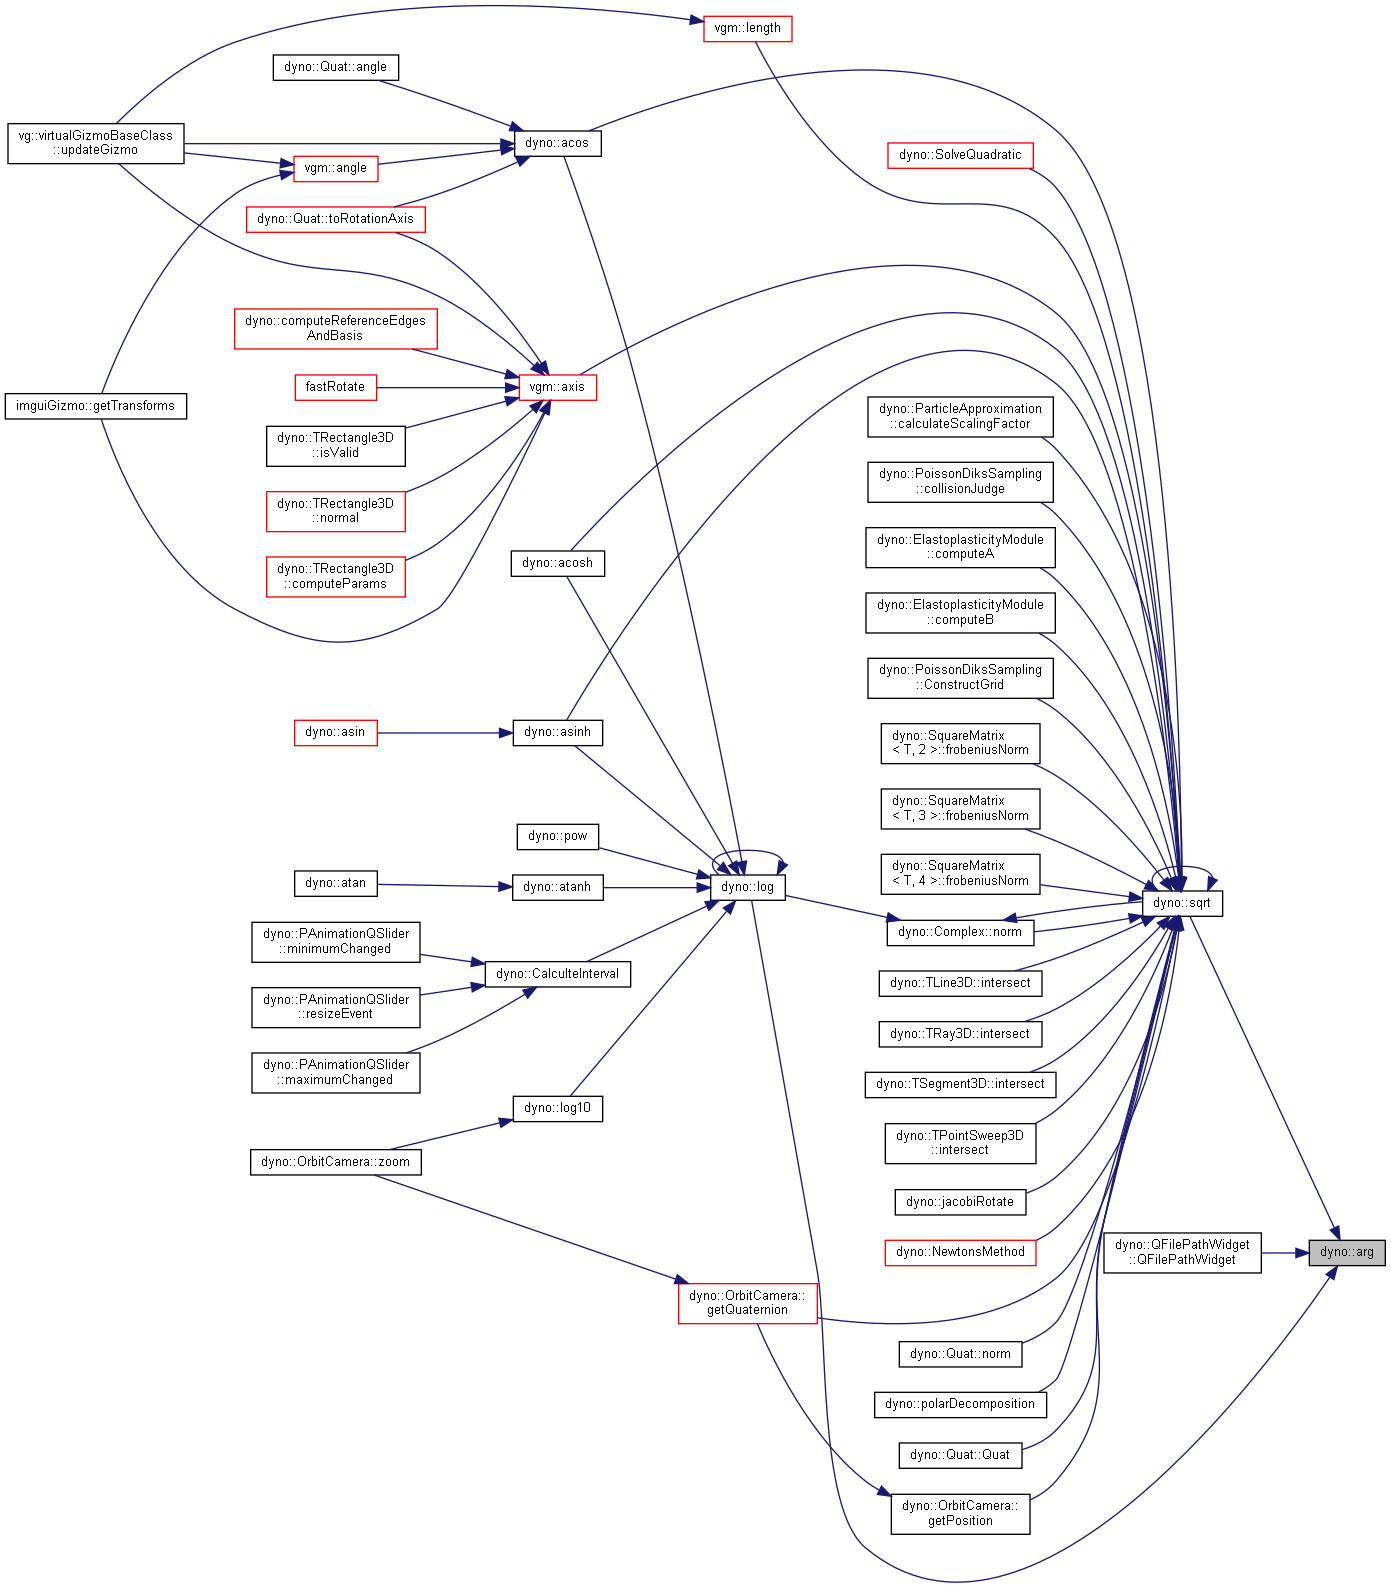 vgm::length
dyno::Quat::angle
vg::virtualGizmoBaseClass
::updateGizmo
dyno::acos
vgm::angle
dyno::SolveQuadratic
dyno::Quat::toRotationAxis
dyno::computeReferenceEdges
AndBasis
fastRotate
vgm::axis
imguiGizmo::getTransforms
dyno::TRectangle3D
::isValid
dyno::TRectangle3D
::normal
dyno::TRectangle3D
::computeParams
dyno::ParticleApproximation
::calculateScalingFactor
dyno::PoissonDiksSampling
::collisionJudge
dyno::ElastoplasticityModule
::computeA
dyno::acosh
dyno::ElastoplasticityModule
::computeB
dyno::PoissonDiksSampling
::ConstructGrid
dyno::asin
dyno::asinh
dyno::SquareMatrix
< T, 2 >::frobeniusNorm
dyno::SquareMatrix
< T, 3 >::frobeniusNorm
dyno::pow
dyno::SquareMatrix
< T, 4 >::frobeniusNorm
dyno::atan
dyno::atanh
dyno::log
dyno::sqrt
dyno::Complex::norm
dyno::PAnimationQSlider
::minimumChanged
dyno::CalculteInterval
dyno::TLine3D::intersect
dyno::PAnimationQSlider
::resizeEvent
dyno::TRay3D::intersect
dyno::PAnimationQSlider
::maximumChanged
dyno::TSegment3D::intersect
dyno::log10
dyno::TPointSweep3D
::intersect
dyno::OrbitCamera::zoom
dyno::jacobiRotate
dyno::NewtonsMethod
dyno::QFilePathWidget
::QFilePathWidget
dyno::arg
dyno::OrbitCamera::
getQuaternion
dyno::Quat::norm
dyno::polarDecomposition
dyno::Quat::Quat
dyno::OrbitCamera::
getPosition